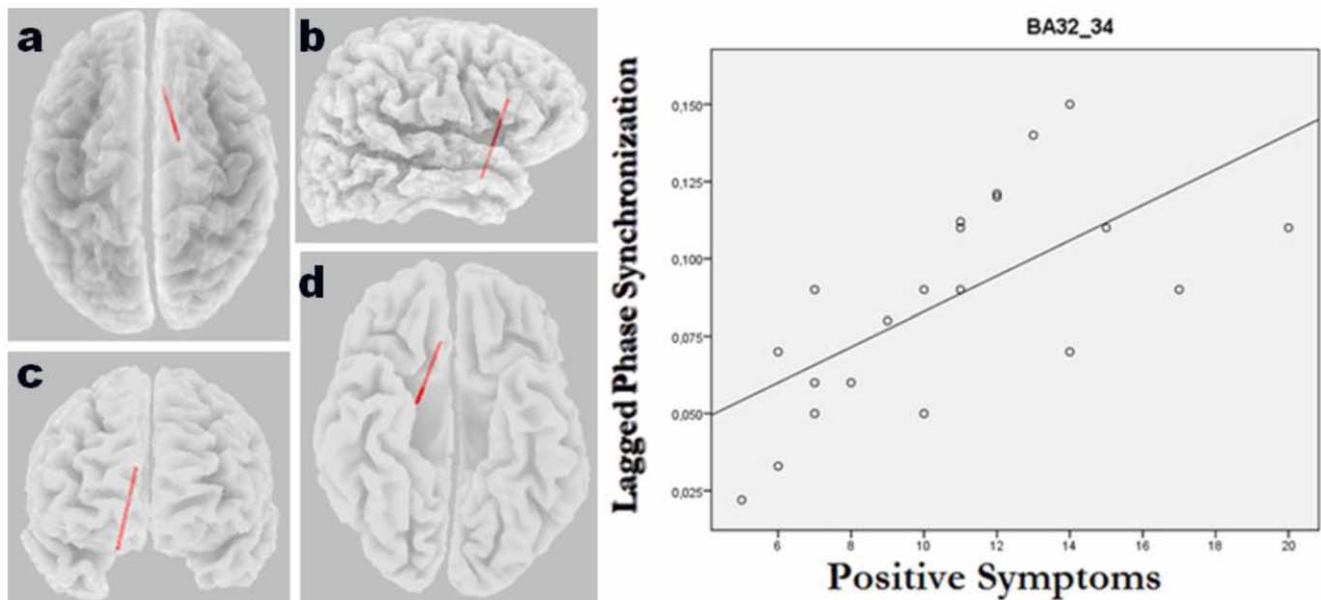 a
b
c
d
BA32_34
Lagged Phase Synchronization
0,150
0,125
0,100
0,075
0,050
0,025
6 8 10 12 14 16 18 20
Positive Symptoms